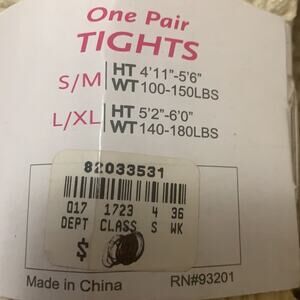 One Pair
TIGHTS
S/M HT 4'11"-5'6"
WT 100-150LBS
L/XL HT 5'2"-6'0"
WT 140-180LBS
82033531
017 1723 4 36
DEPT CLASS S WK
$
Made in China RN#93201